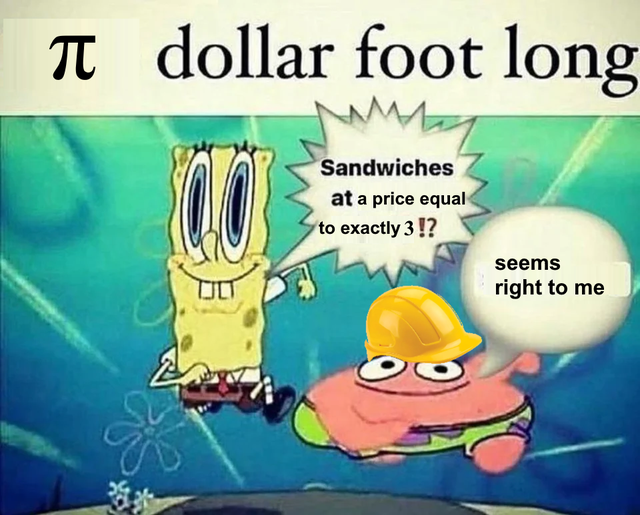 π dollar foot long
Sandwiches
at a price equal
to exactly 3⁉️
seems
right to me